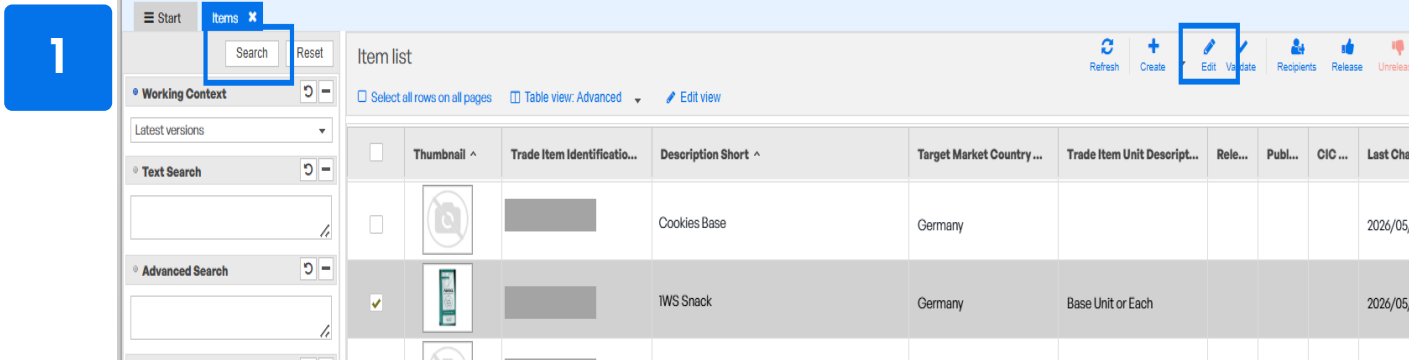 1
☰ Start Items ✖
Search Reset
Working Context
Latest versions
Text Search
Advanced Search
Item list
Refresh Create Edit Validate Recipients Release
Select all rows on all pages Table view: Advanced Edit view
Thumbnail Trade Item Identificatio... Description Short Target Market Country ... Trade Item Unit Descript... Rele... Publ... CIC ... Last Cha
Cookies Base Germany 2026/05,
1WS Snack Germany Base Unit or Each 2026/05,